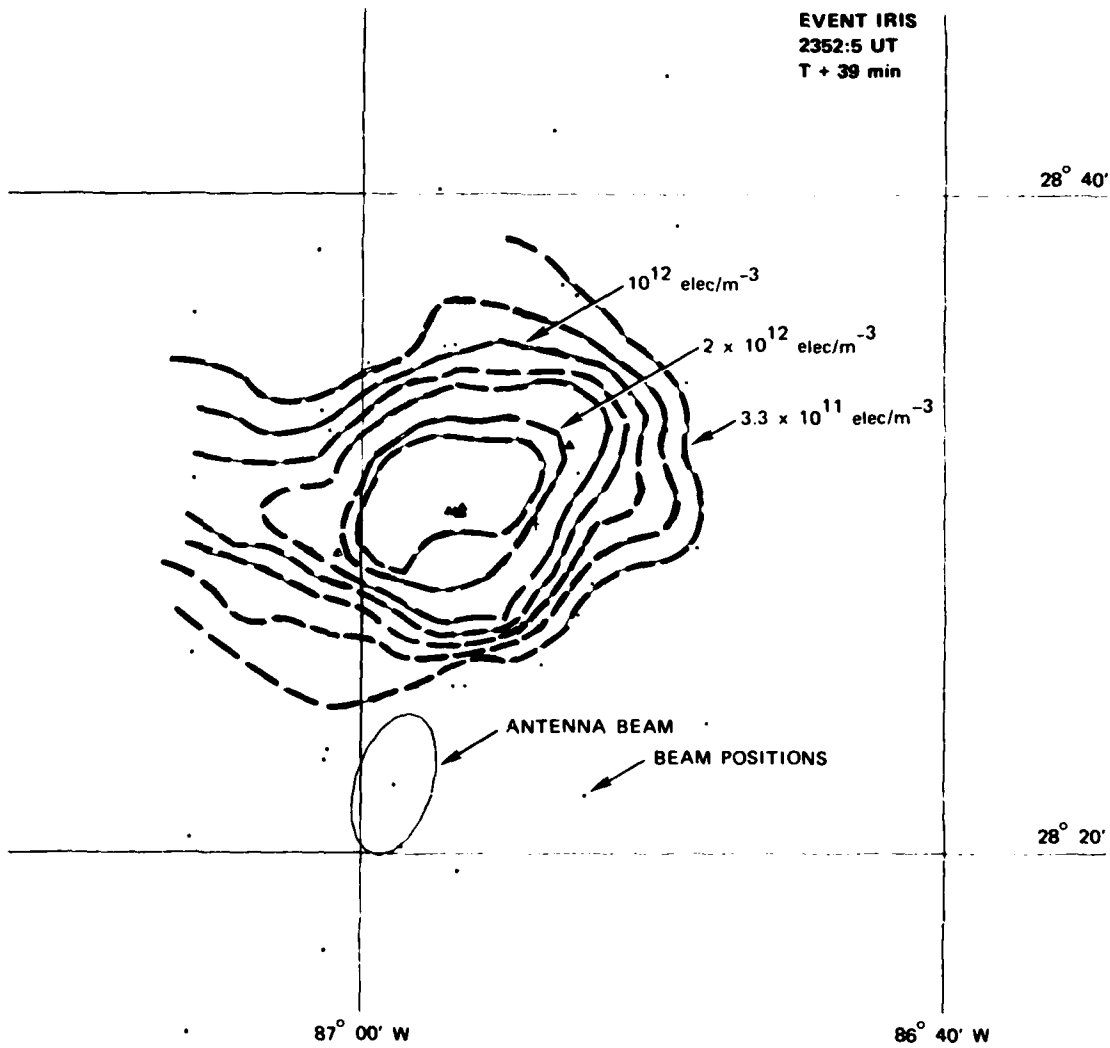 EVENT IRIS
2352:5 UT
T + 39 min
28° 40'
10¹² elec/m⁻³
2 x 10¹² elec/m⁻³
3.3 x 10¹¹ elec/m⁻³
ANTENNA BEAM
BEAM POSITIONS
28° 20'
87° 00' W
86° 40' W